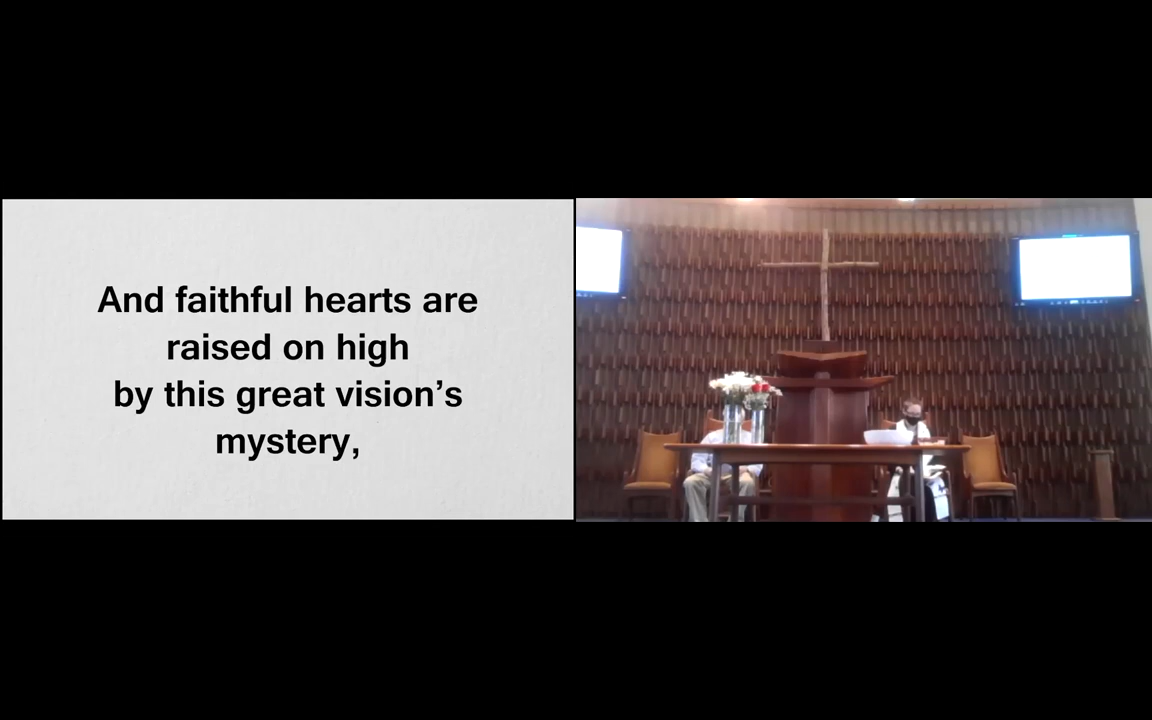 And faithful hearts are
raised on high
by this great vision’s
mystery,